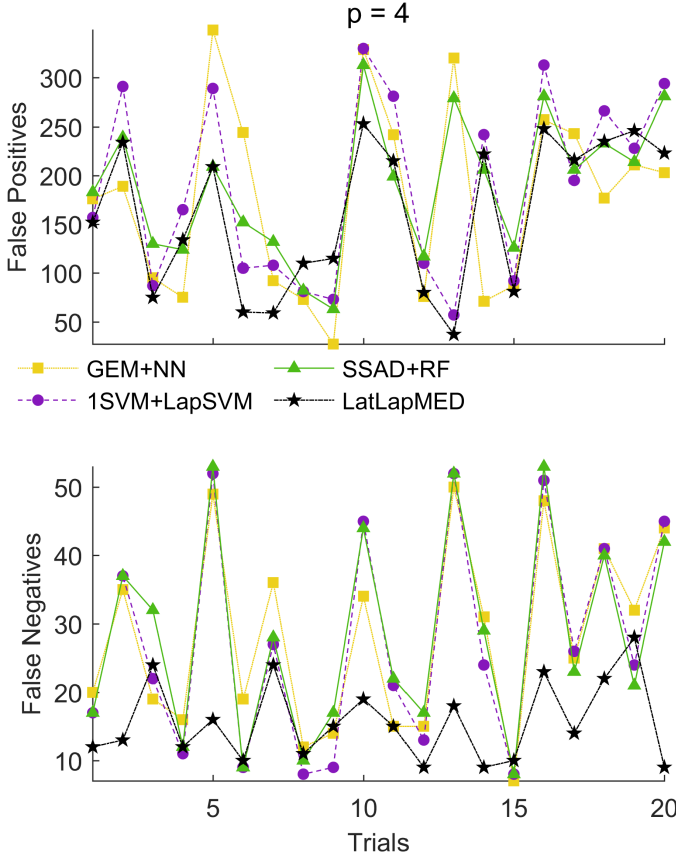 p = 4
False Positives
300
250
200
150
100
50
GEM+NN SSAD+RF
1SVM+LapSVM LatLapMED
False Negatives
50
40
30
20
10
5 10 15 20
Trials